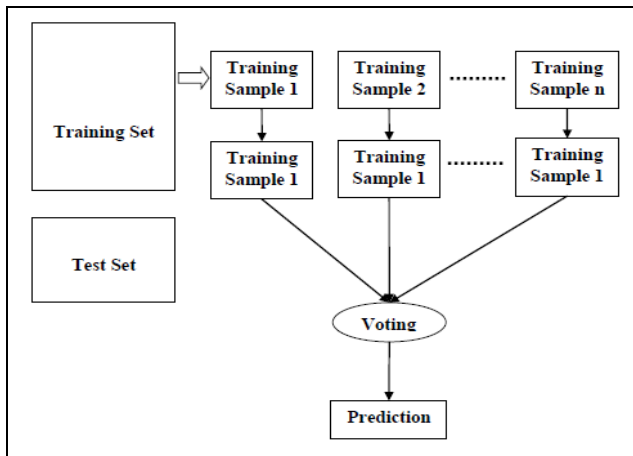 Training Set
Training
Sample 1
Training
Sample 2
.........
Training
Sample n
Training
Sample 1
Training
Sample 1
.........
Training
Sample 1
Test Set
Voting
Prediction